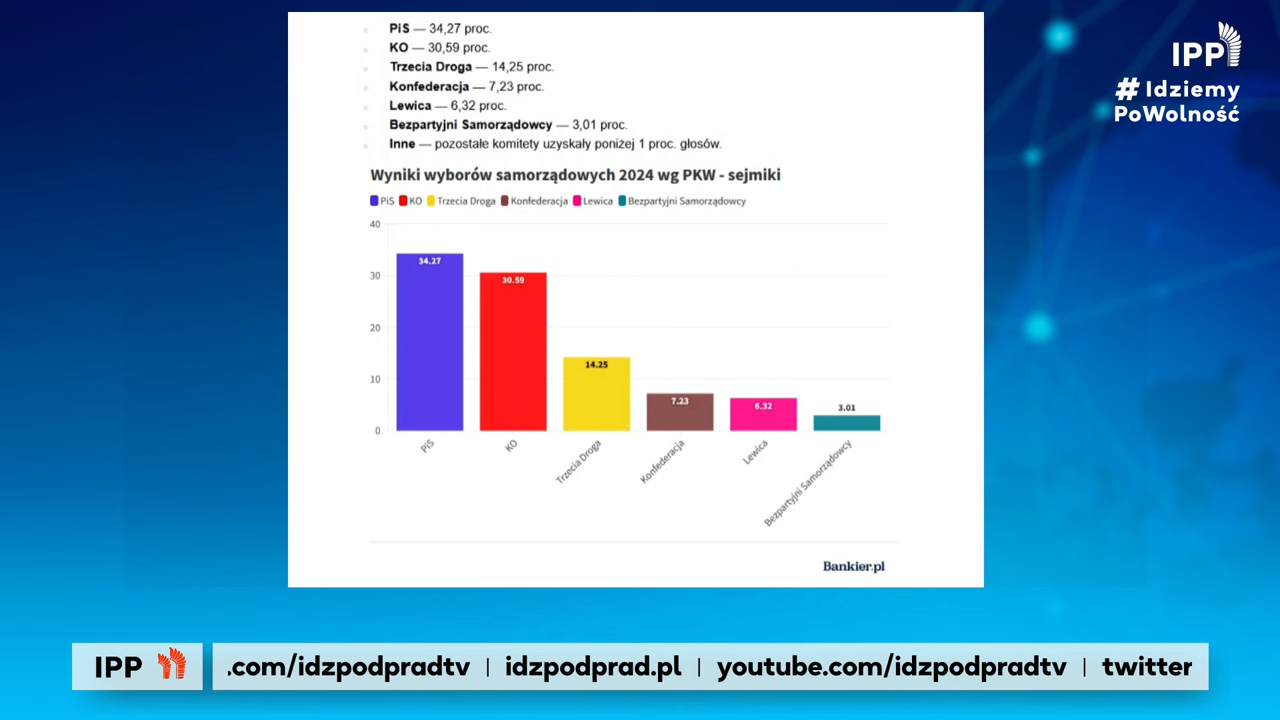 PiS — 34,27 proc.
KO — 30,59 proc.
Trzecia Droga — 14,25 proc.
Konfederacja — 7,23 proc.
Lewica — 6,32 proc.
Bezpartyjni Samorządowcy — 3,01 proc.
Inne — pozostałe komitety uzyskały poniżej 1 proc. głosów.
IPP
#Idziemy
PoWolność
Wyniki wyborów samorządowych 2024 wg PKW - sejmiki
PiS KO Trzecia Droga Konfederacja Lewica Bezpartyjni Samorządowcy
40
30
20
10
0
34.27
30.59
14.25
7.23
6.32
3.01
PiS
KO
Trzecia Droga
Konfederacja
Lewica
Bezpartyjni Samorządowcy
Bankier.pl
IPP
.com/idzpodpradtv | idzpodprad.pl | youtube.com/idzpodpradtv | twitter